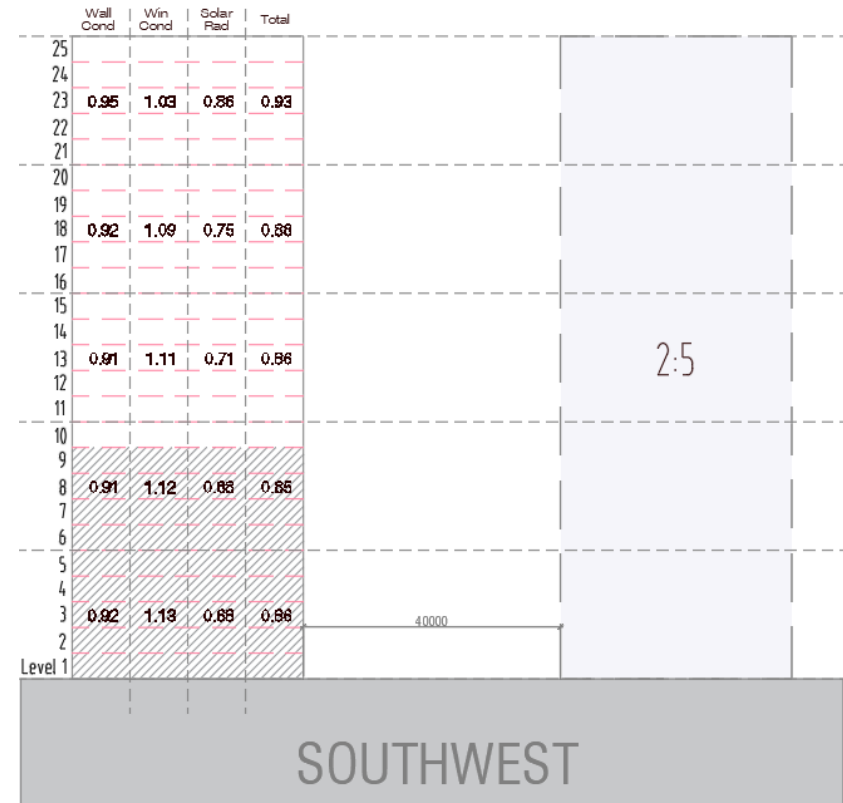 Wall Cond Win Cond Solar Rad Total
25
24
23 0.95 1.03 0.86 0.93
22
21
20
19
18 0.92 1.09 0.75 0.88
17
16
15
14
13 0.91 1.11 0.71 0.86
12
11
10
9
8 0.91 1.12 0.68 0.85
7
6
5
4
3 0.92 1.13 0.68 0.86
2
Level 1
2:5
40000
SOUTHWEST